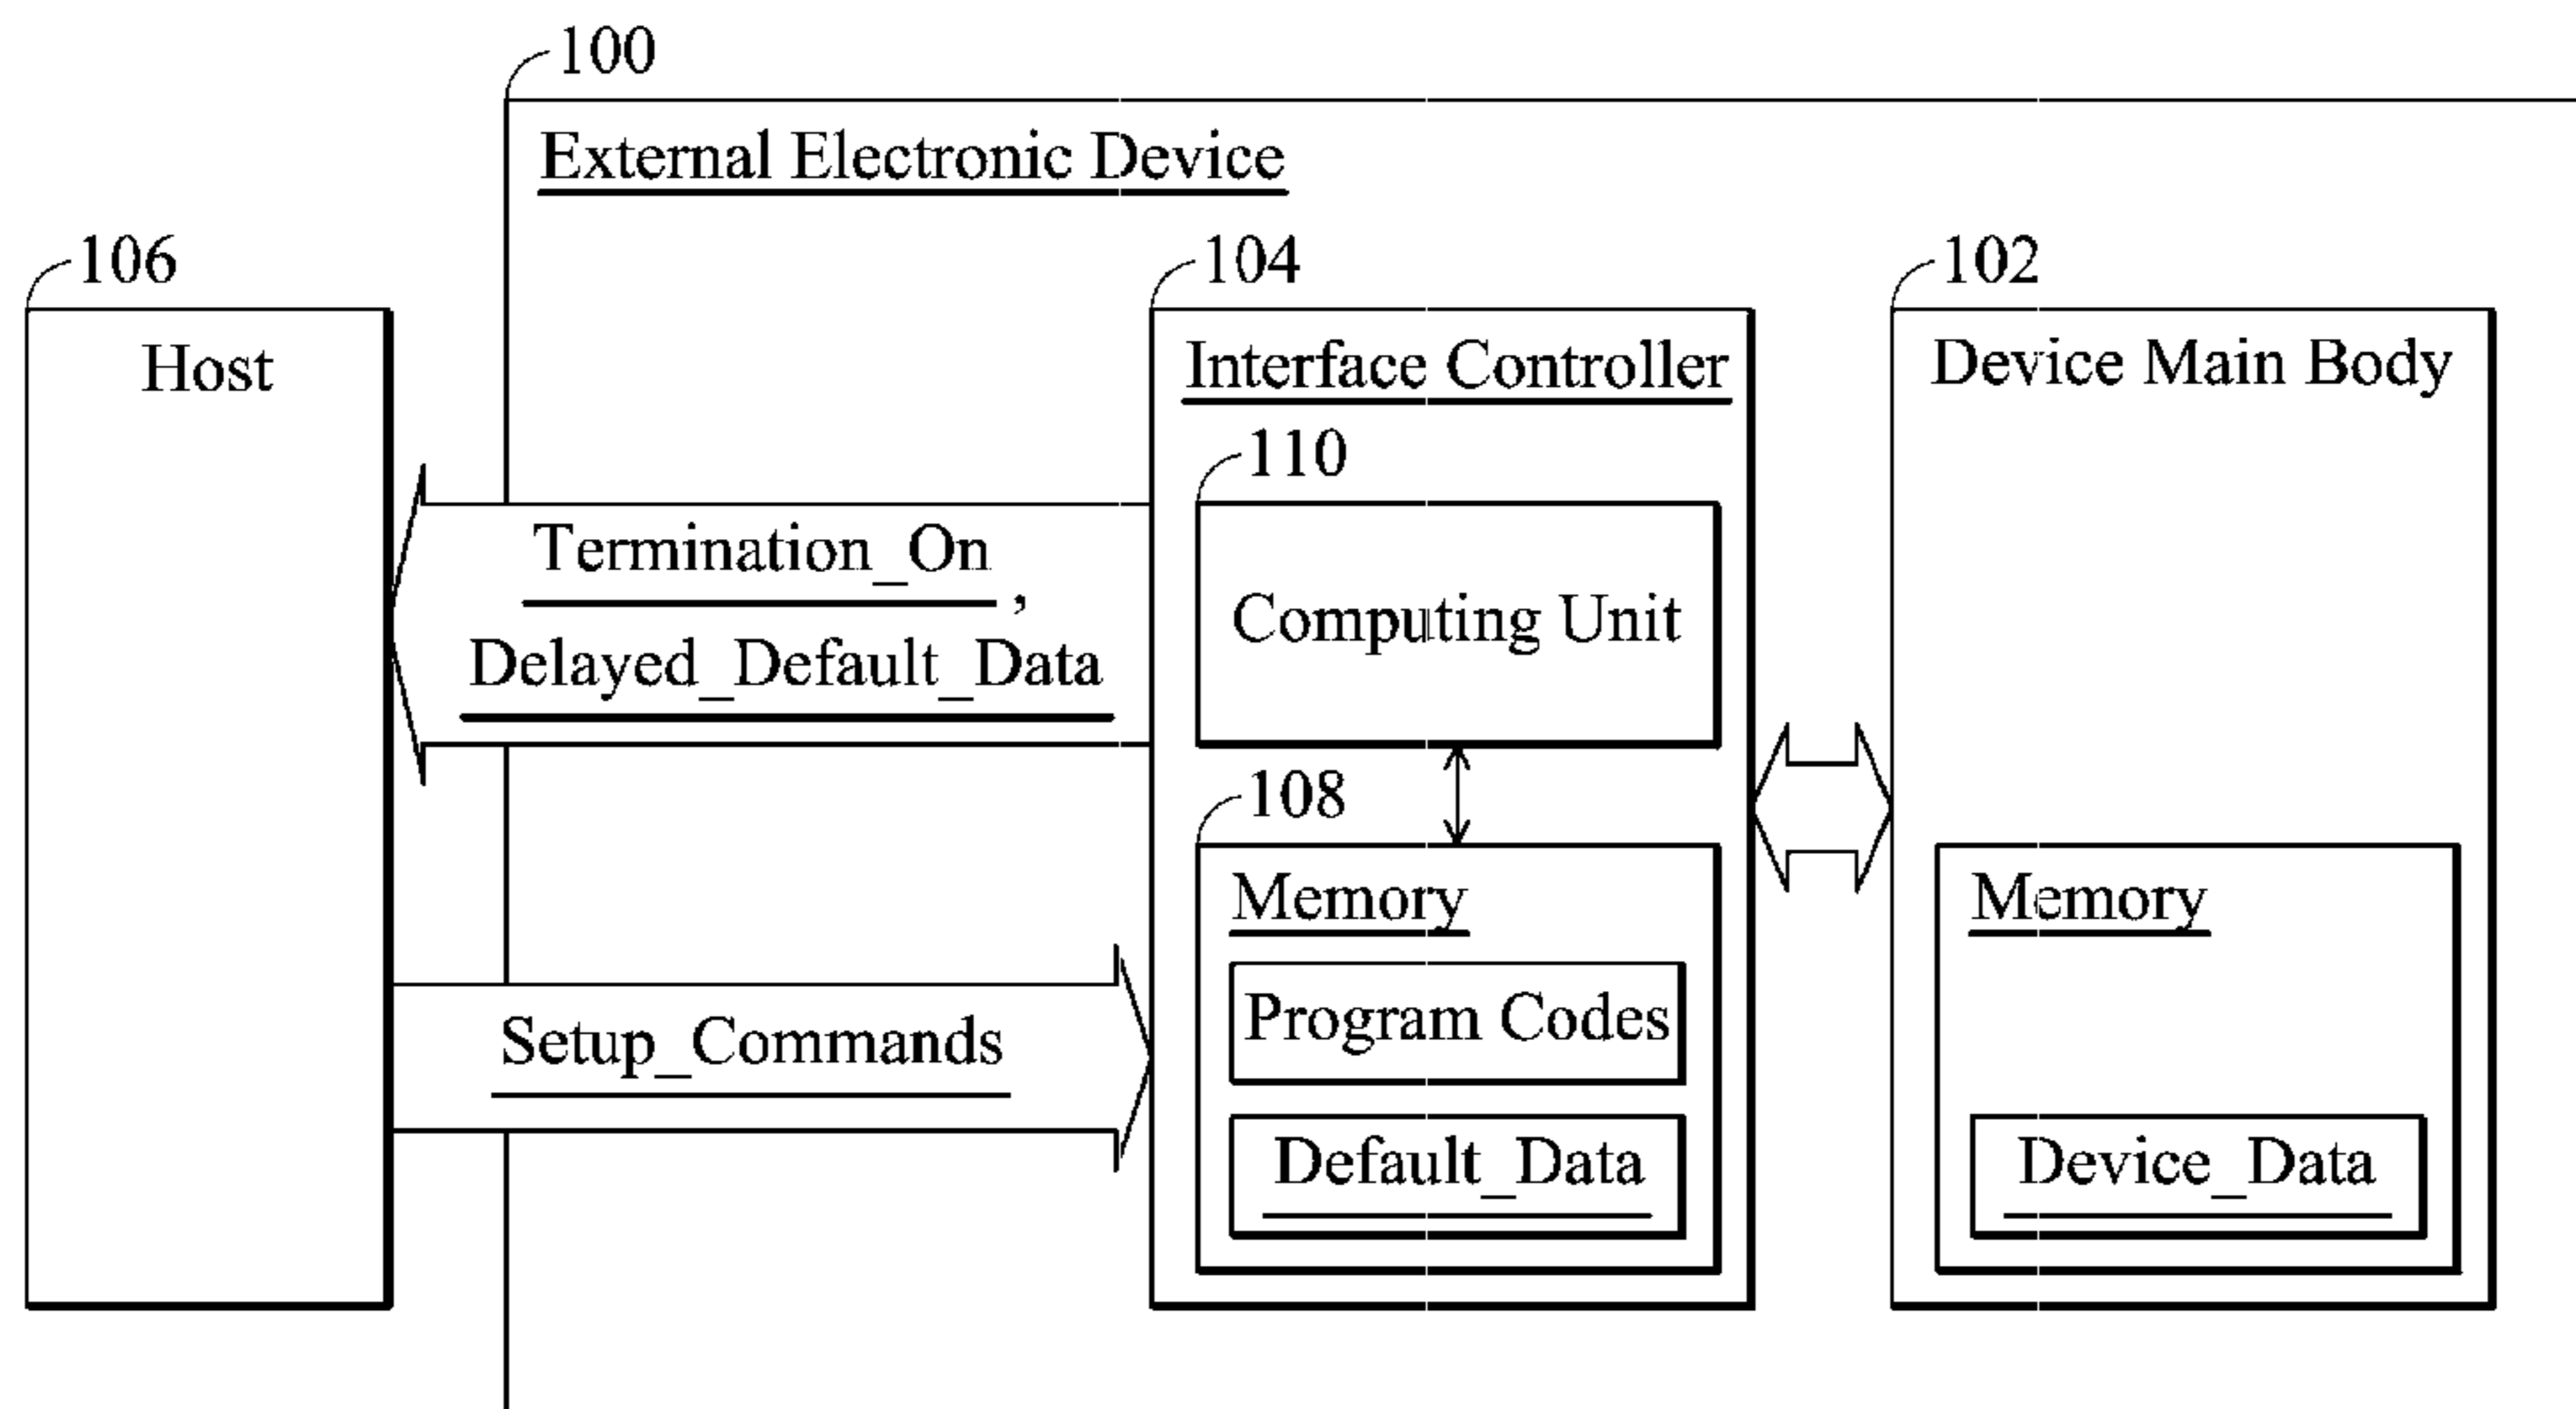 100
External Electronic Device
106
Host
104
Interface Controller
102
Device Main Body
110
Computing Unit
Termination_On ,
Delayed_Default_Data
108
Memory
Program Codes
Default_Data
Memory
Device_Data
Setup_Commands